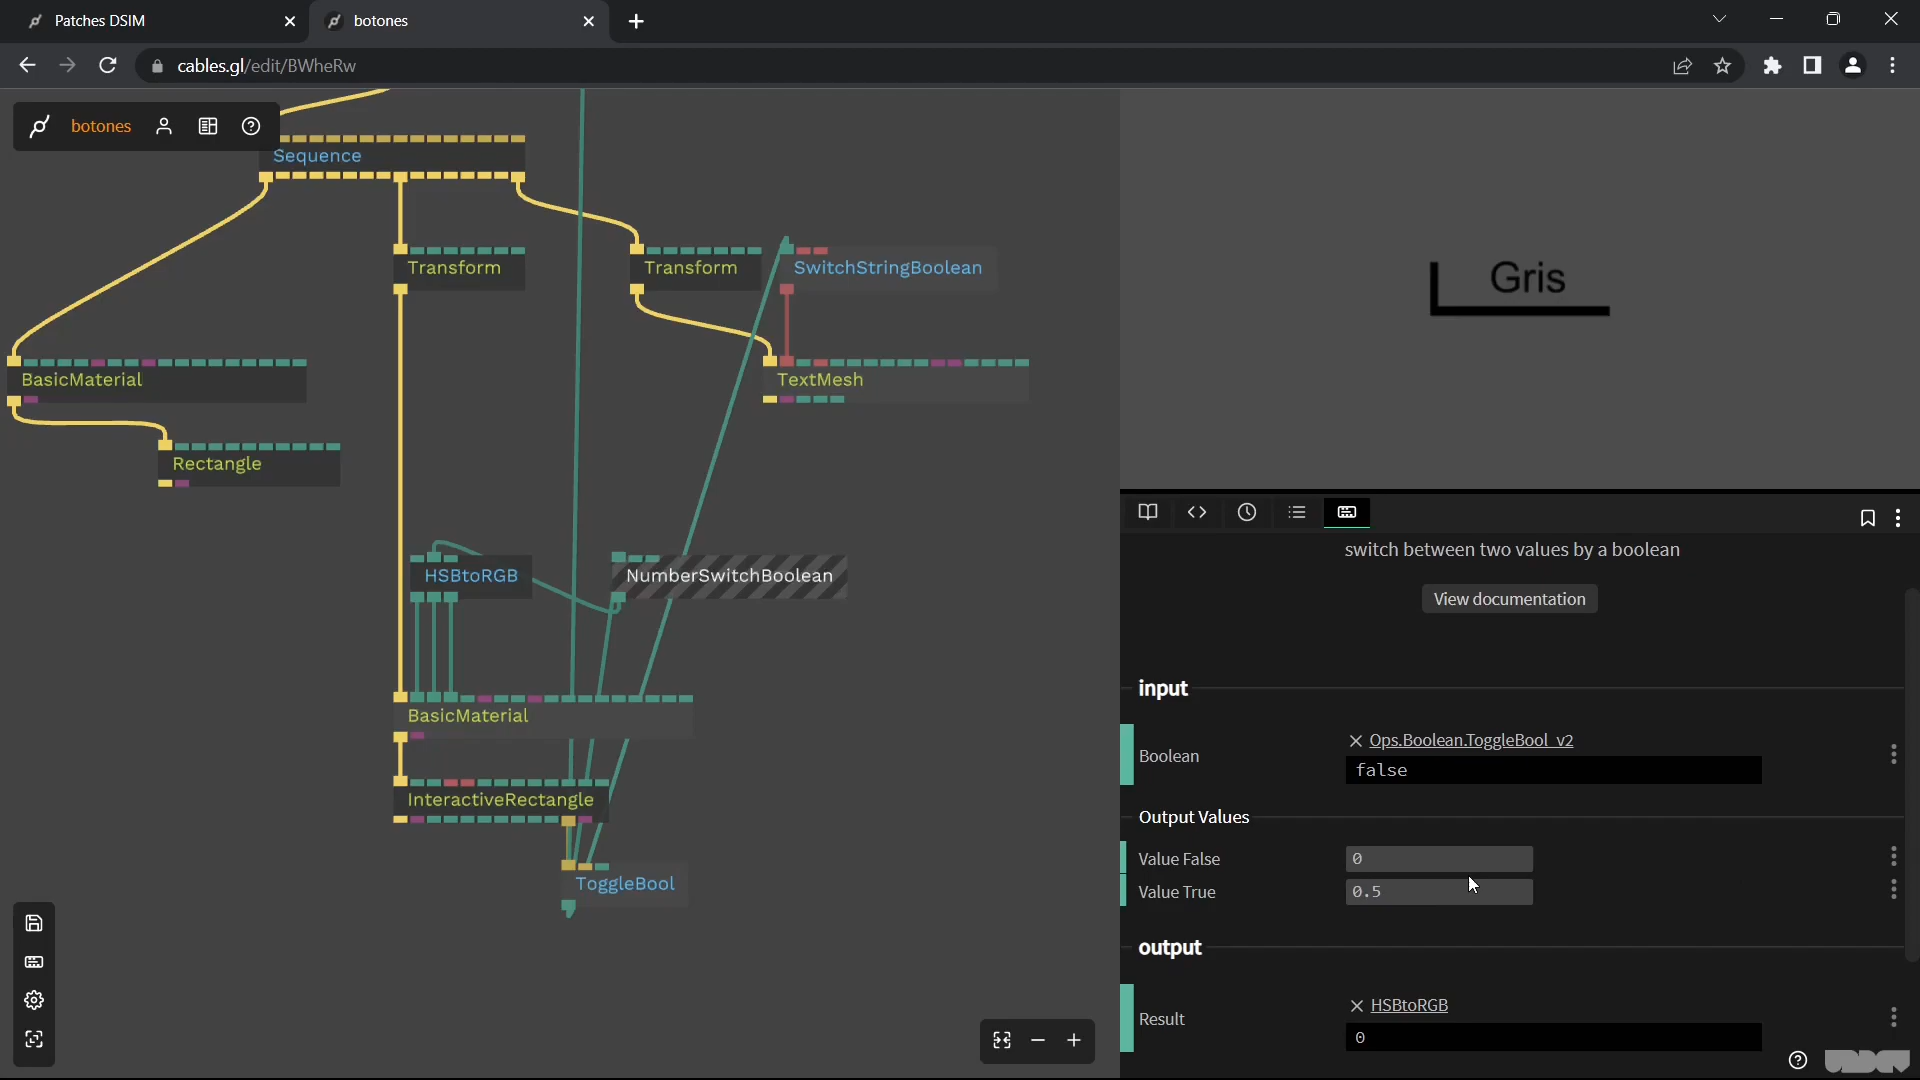 Patches DSIM
botones
cables.gl/edit/BWheRw
botones
Sequence
Transform
Transform
SwitchStringBoolean
Gris
BasicMaterial
TextMesh
Rectangle
HSBtoRGB
NumberSwitchBoolean
BasicMaterial
InteractiveRectangle
ToggleBool
switch between two values by a boolean
View documentation
input
Boolean
Ops.Boolean.ToggleBool_v2
false
Output Values
Value False
0
Value True
0.5
output
Result
HSBtoRGB
0